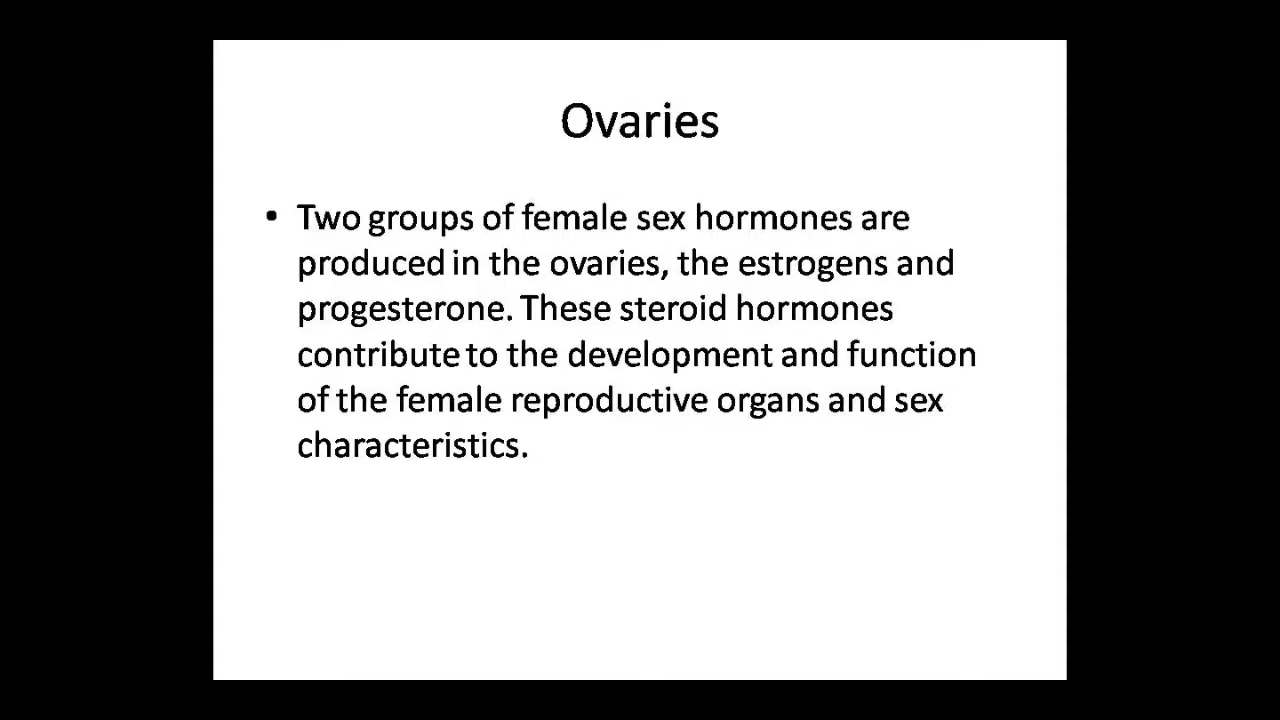 Ovaries
• Two groups of female sex hormones are
produced in the ovaries, the estrogens and
progesterone. These steroid hormones
contribute to the development and function
of the female reproductive organs and sex
characteristics.